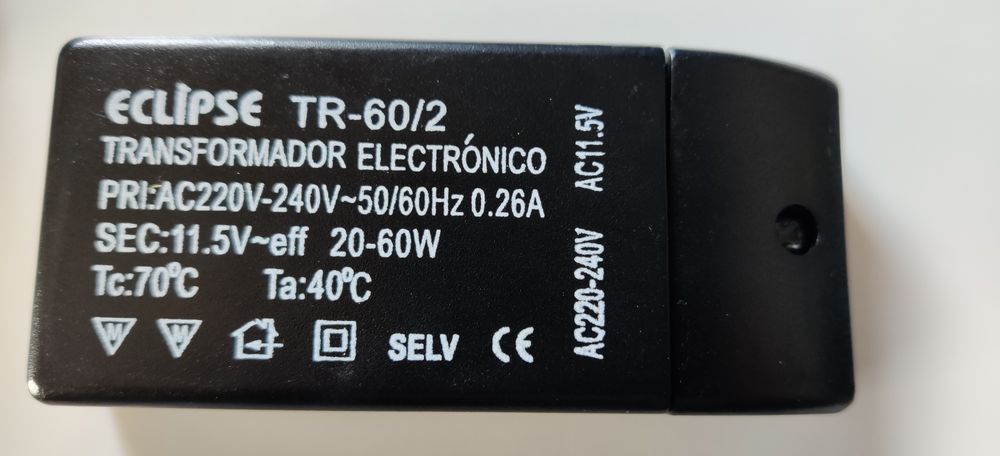 ECLIPSE TR-60/2
TRANSFORMADOR ELECTRÓNICO
PRI:AC220V-240V~50/60Hz 0.26A
SEC:11.5V~eff 20-60W
Tc:70°C Ta:40°C
M M SELV CE
AC220-240V AC11.5V